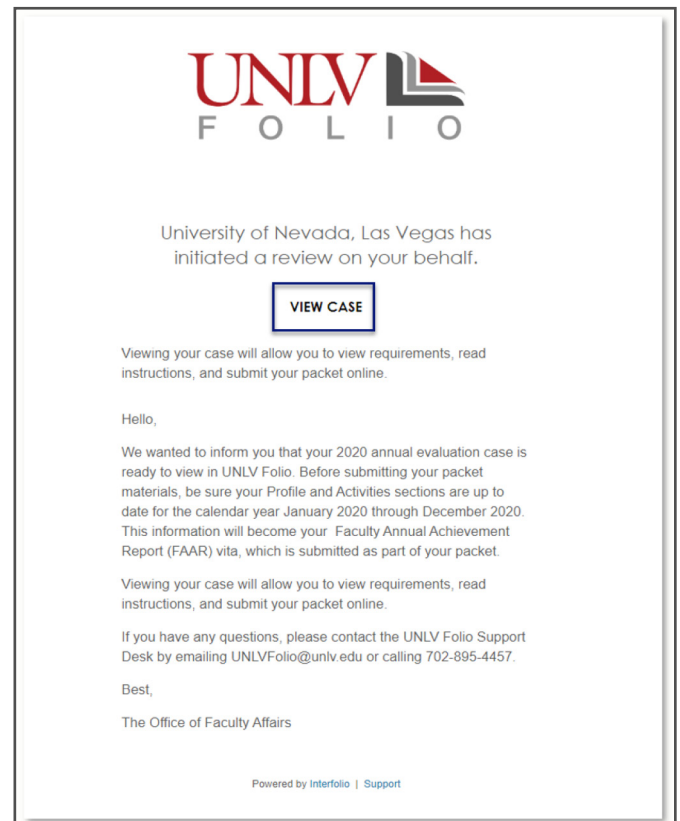 UNLV
FOLIO
University of Nevada, Las Vegas has
initiated a review on your behalf.
VIEW CASE
Viewing your case will allow you to view requirements, read
instructions, and submit your packet online.
Hello,
We wanted to inform you that your 2020 annual evaluation case is
ready to view in UNLV Folio. Before submitting your packet
materials, be sure your Profile and Activities sections are up to
date for the calendar year January 2020 through December 2020.
This information will become your Faculty Annual Achievement
Report (FAAR) vita, which is submitted as part of your packet.
Viewing your case will allow you to view requirements, read
instructions, and submit your packet online.
If you have any questions, please contact the UNLV Folio Support
Desk by emailing UNLVFolio@unlv.edu or calling 702-895-4457.
Best,
The Office of Faculty Affairs
Powered by Interfolio | Support